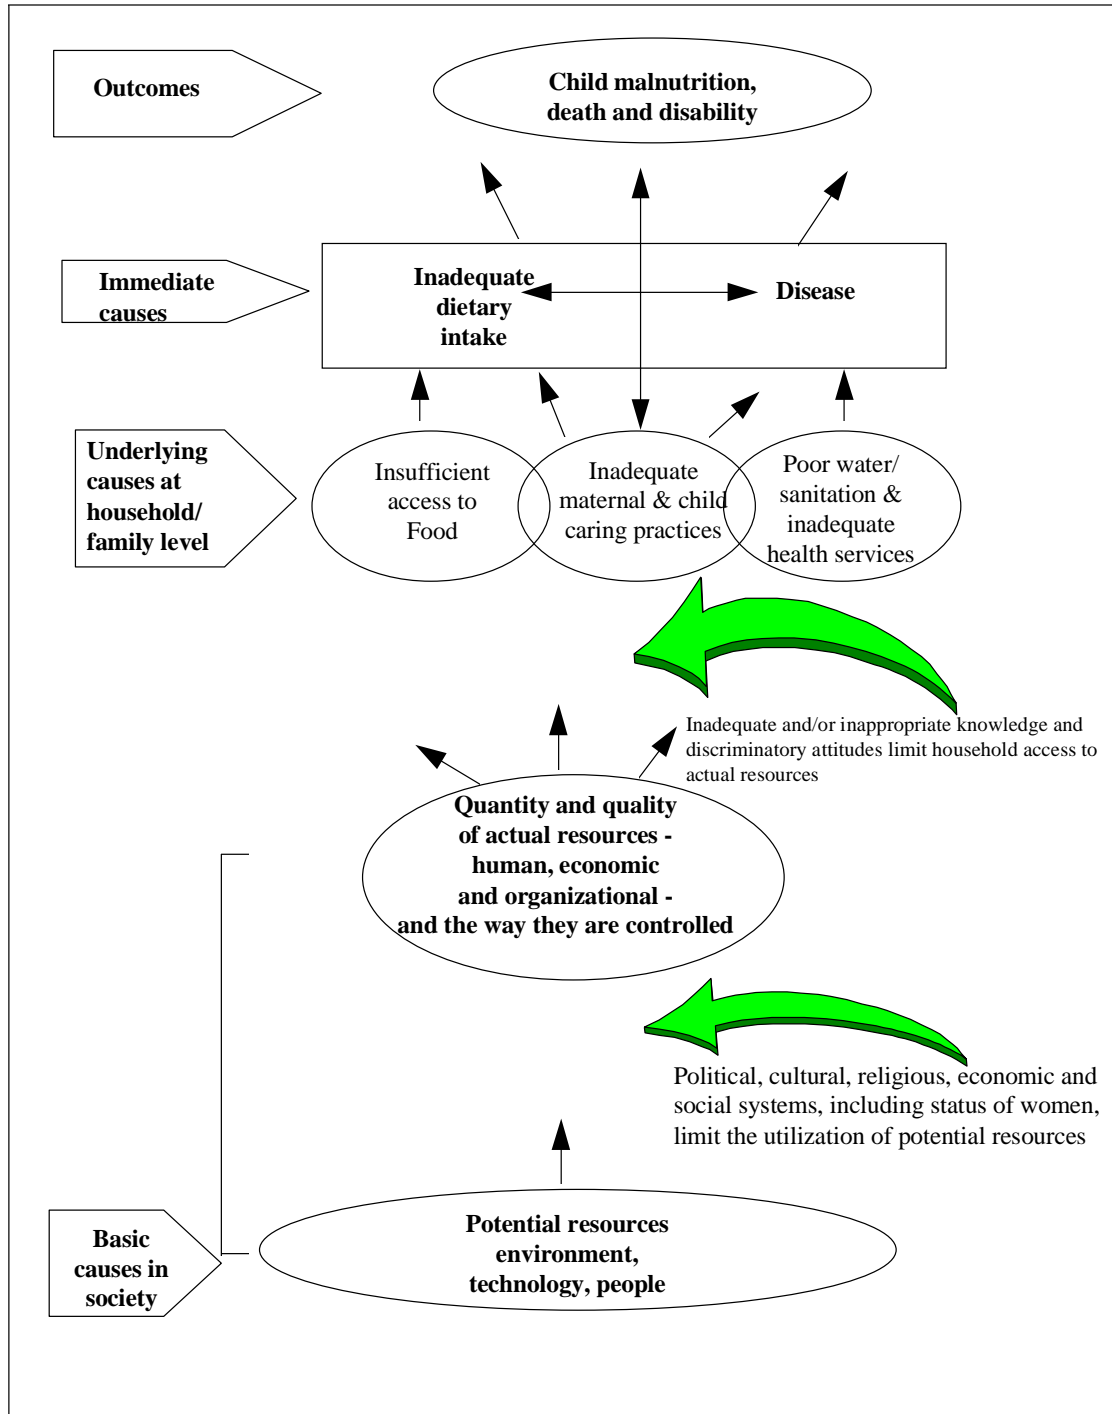 Outcomes
Child malnutrition,
death and disability
Immediate
causes
Inadequate
dietary
intake
Disease
Underlying
causes at
household/
family level
Insufficient
access to
Food
Inadequate
maternal & child
caring practices
Poor water/
sanitation &
inadequate
health services
Inadequate and/or inappropriate knowledge and
discriminatory attitudes limit household access to
actual resources
Quantity and quality
of actual resources -
human, economic
and organizational -
and the way they are controlled
Political, cultural, religious, economic and
social systems, including status of women,
limit the utilization of potential resources
Basic
causes in
society
Potential resources
environment,
technology, people